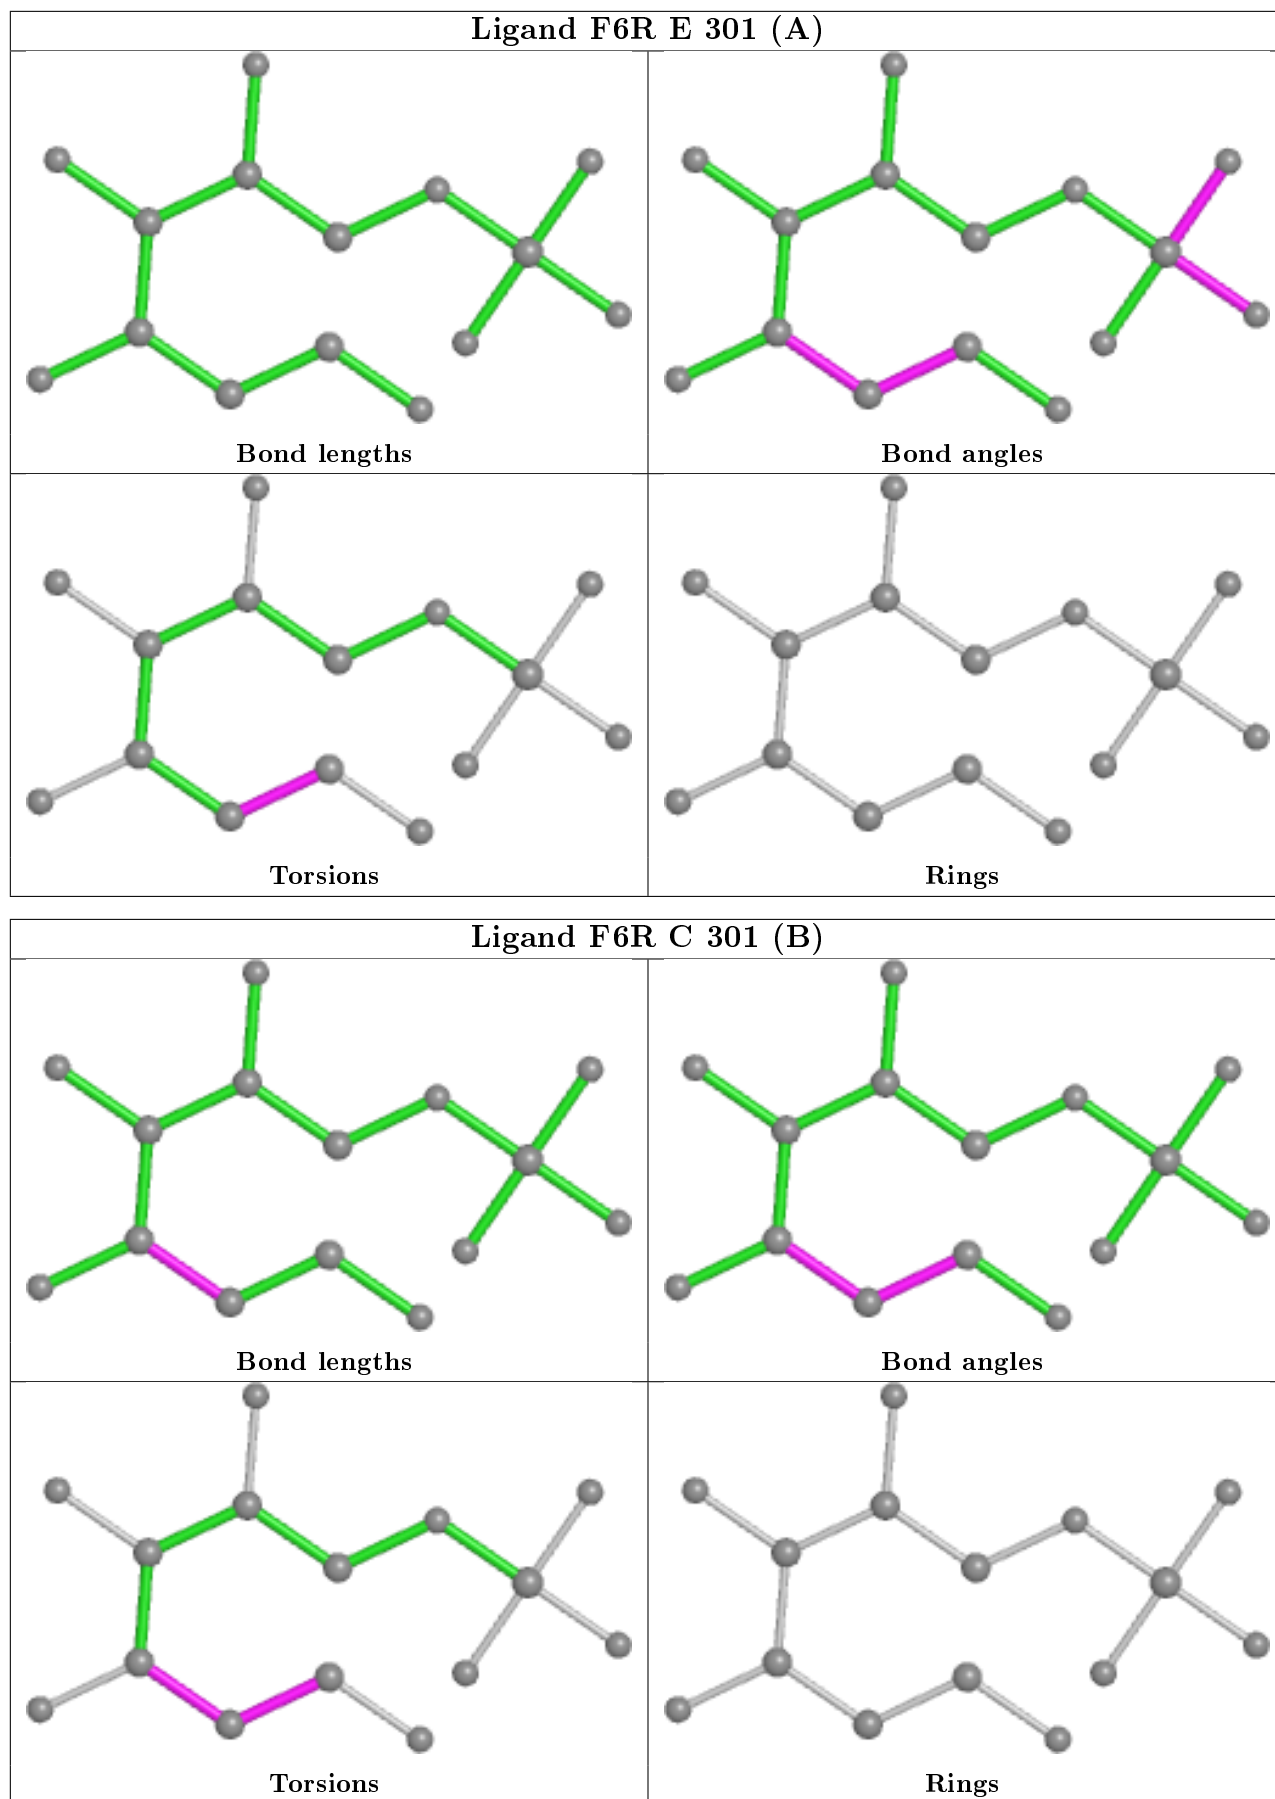 Ligand F6R E 301 (A)
Bond lengths
Bond angles
Torsions
Rings
Ligand F6R C 301 (B)
Bond lengths
Bond angles
Torsions
Rings